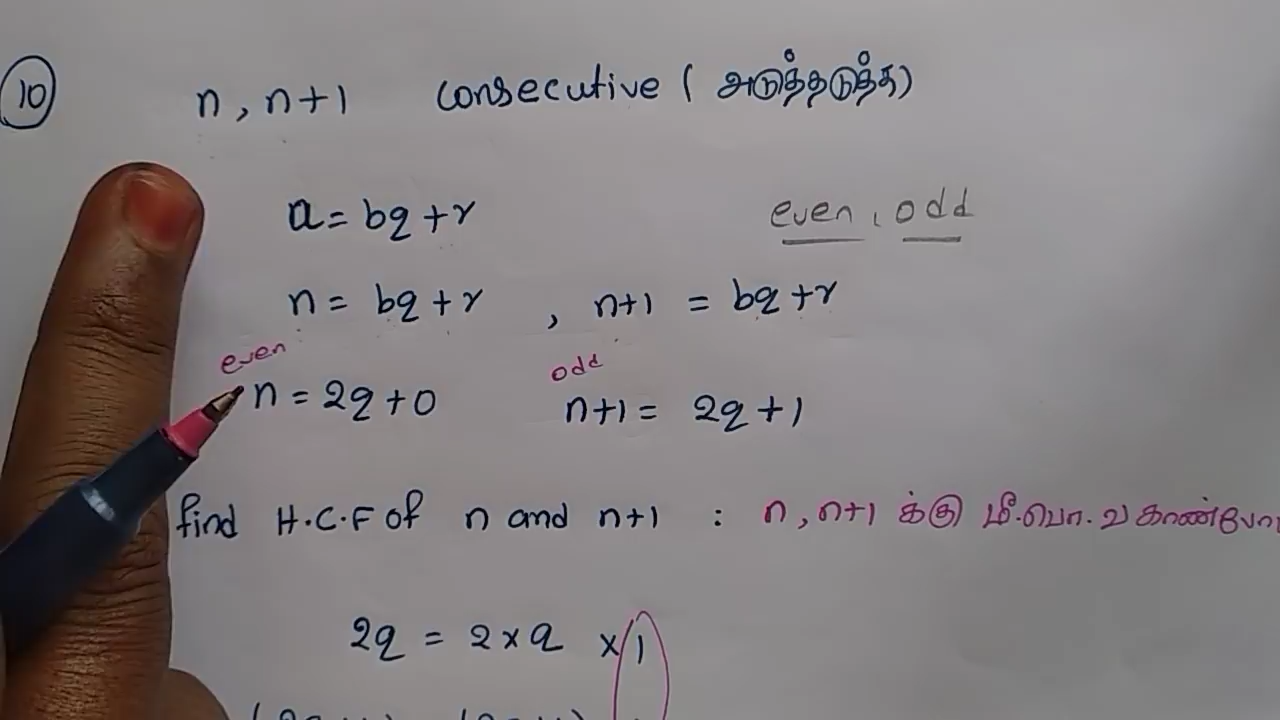 10
n, n+1 consecutive ( அடுத்தடுத்த)
a = bq + r
even, odd
n = bq + r , n+1 = bq + r
even odd
n = 2q + 0 n+1 = 2q + 1
find H.C.F of n and n+1 : n, n+1 க்கு மீ.பொ.வ
2q = 2 × q × 1